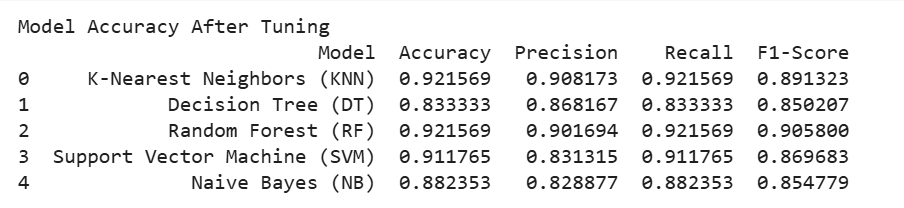 Model Accuracy After Tuning
Model Accuracy Precision Recall F1-Score
0 K-Nearest Neighbors (KNN) 0.921569 0.908173 0.921569 0.891323
1 Decision Tree (DT) 0.833333 0.868167 0.833333 0.850207
2 Random Forest (RF) 0.921569 0.901694 0.921569 0.905800
3 Support Vector Machine (SVM) 0.911765 0.831315 0.911765 0.869683
4 Naive Bayes (NB) 0.882353 0.828877 0.882353 0.854779